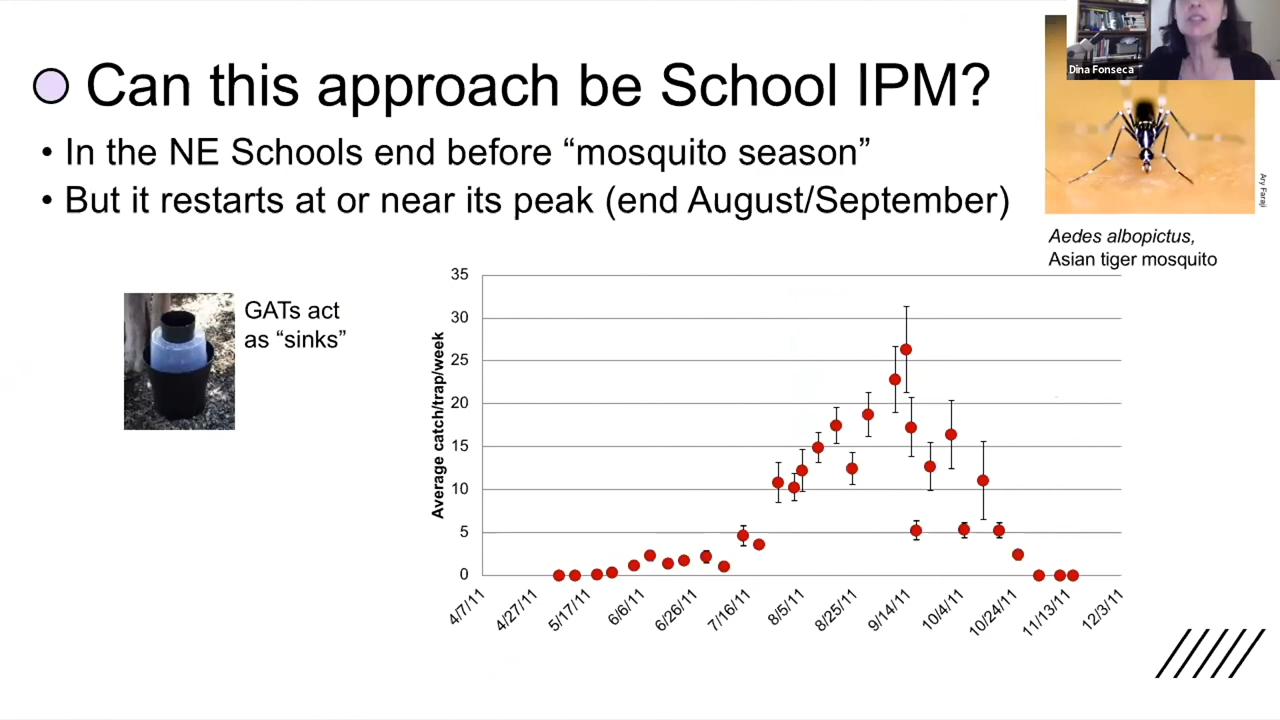 Dina Fonseca
Can this approach be School IPM?
• In the NE Schools end before “mosquito season”
• But it restarts at or near its peak (end August/September)
Ary Faraji
Aedes albopictus,
Asian tiger mosquito
GATs act
as “sinks”
Average catch/trap/week
35
30
25
20
15
10
5
0
4/7/11
4/27/11
5/17/11
6/6/11
6/26/11
7/16/11
8/5/11
8/25/11
9/14/11
10/4/11
10/24/11
11/13/11
12/3/11